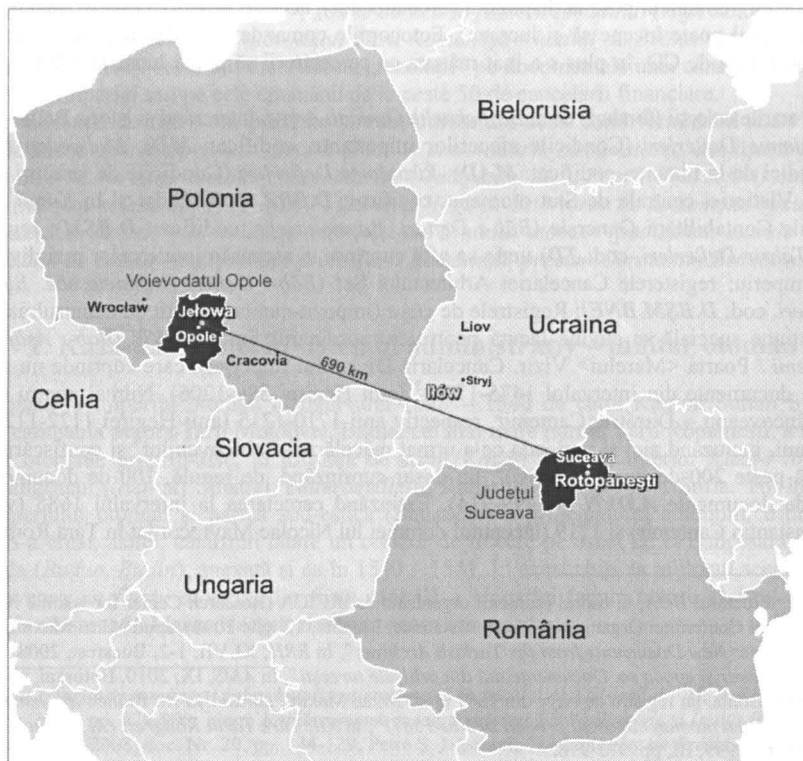 Bielorusia
Polonia
Voievodatul Opole
Wroclaw
Jełowa
Opole
Cracovia
690 km
Liov
Ucraina
Stryj
Iłów
Cehia
Slovacia
Suceava
Rotopănești
Județul
Suceava
Ungaria
România